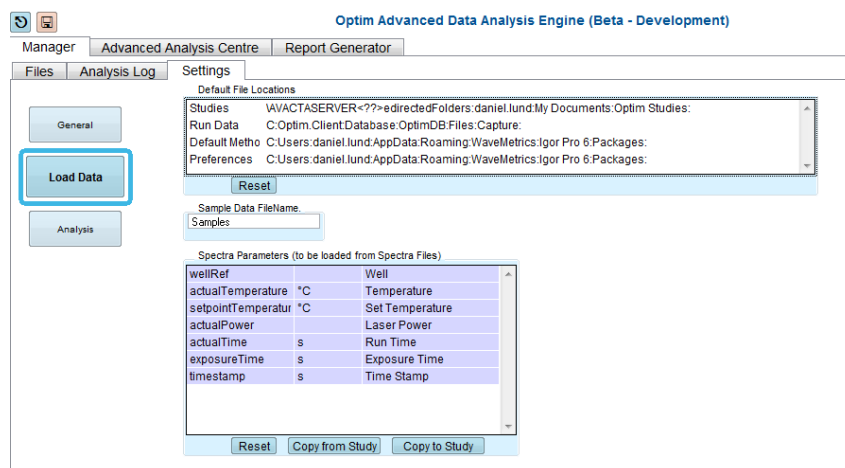 Optim Advanced Data Analysis Engine (Beta - Development)
Manager Advanced Analysis Centre Report Generator
Files Analysis Log Settings
Default File Locations
Studies \AVACTASERVER<??>edirectedFolders:daniel.lund:My Documents:Optim Studies:
Run Data C:Optim.Client:Database:OptimDB:Files:Capture:
Default Metho C:Users:daniel.lund:AppData:Roaming:WaveMetrics:Igor Pro 6:Packages:
Preferences C:Users:daniel.lund:AppData:Roaming:WaveMetrics:Igor Pro 6:Packages:
Reset
General
Load Data
Analysis
Sample Data FileName.
Samples
Spectra Parameters (to be loaded from Spectra Files)
wellRef Well
actualTemperature °C Temperature
setpointTemperatur °C Set Temperature
actualPower Laser Power
actualTime s Run Time
exposureTime s Exposure Time
timestamp s Time Stamp
Reset Copy from Study Copy to Study